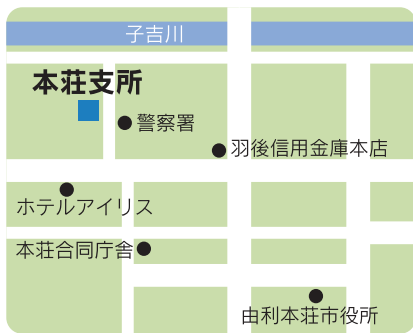 子吉川
本荘支所
警察署
羽後信用金庫本店
ホテルアイリス
本荘合同庁舎
由利本荘市役所